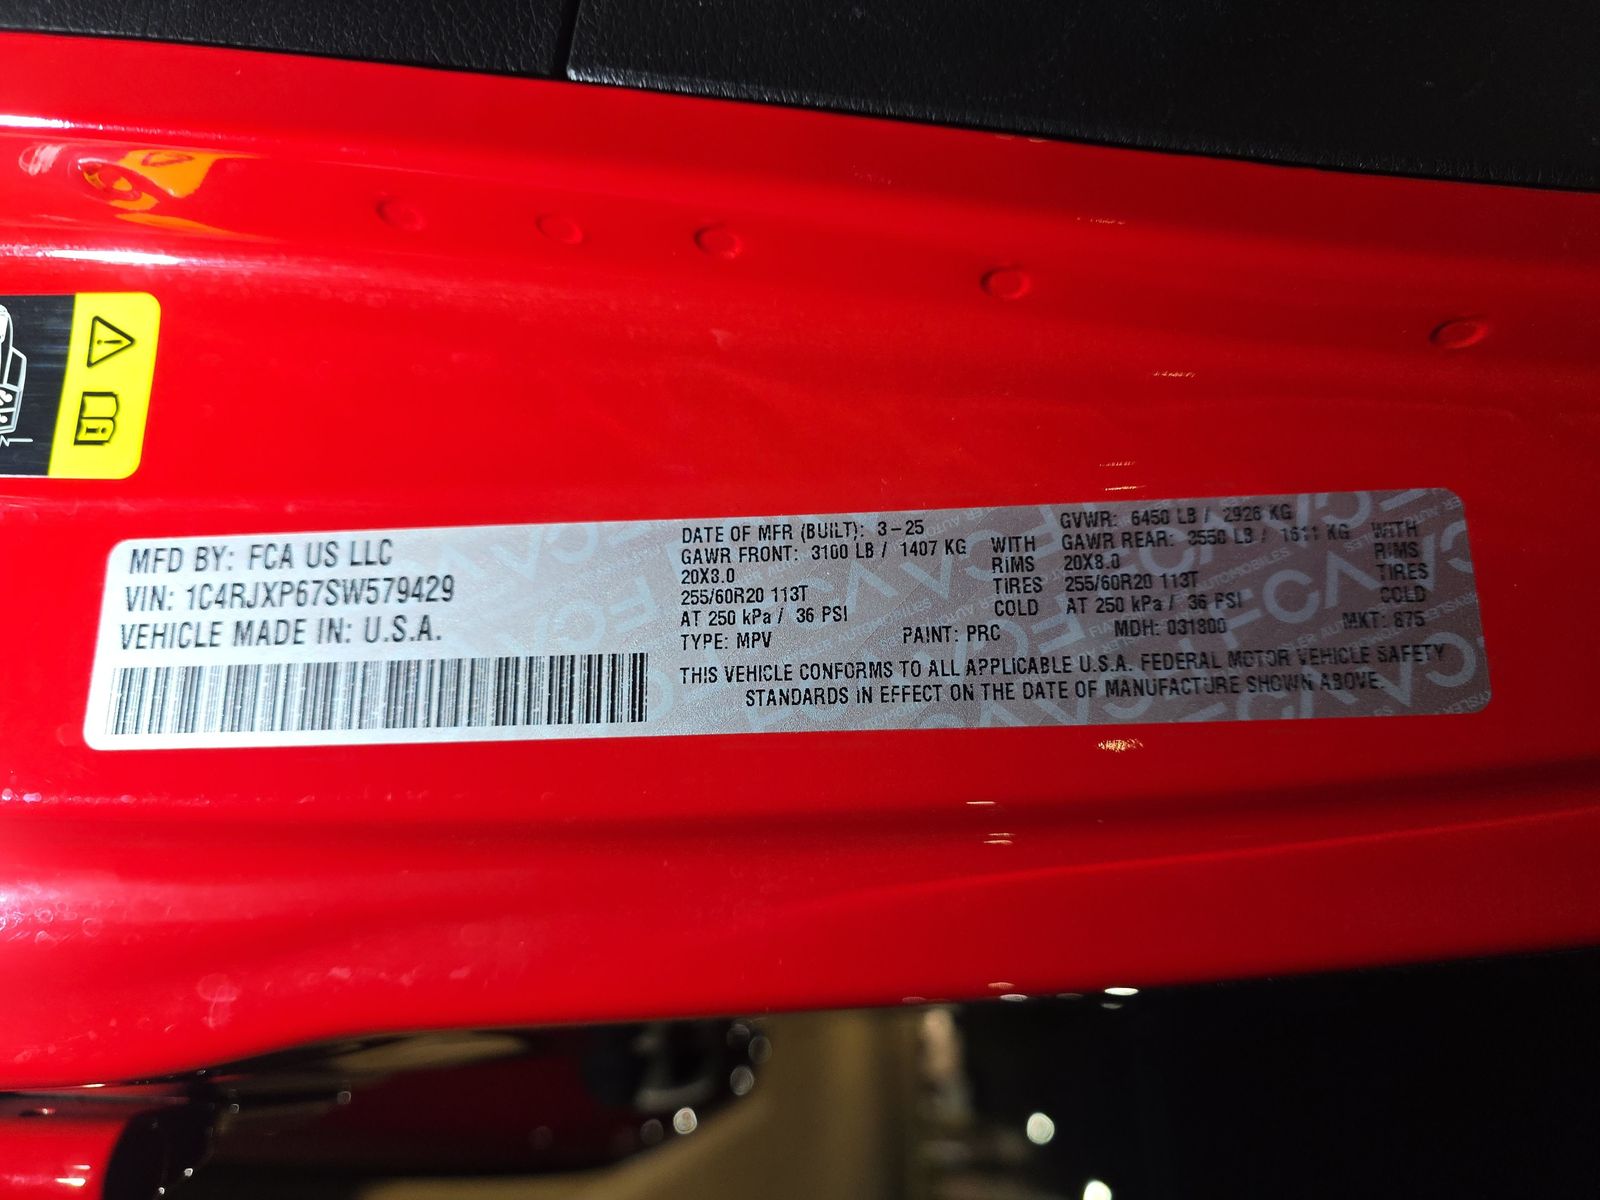 MFD BY: FCA US LLC
VIN: 1C4RJXP67SW579429
VEHICLE MADE IN: U.S.A.
DATE OF MFR (BUILT): 3-25
GAWR FRONT: 3100 LB / 1407 KG WITH
20X8.0 RIMS
255/60R20 113T TIRES
AT 250 kPa / 36 PSI COLD
TYPE: MPV PAINT: PRC
GVWR: 6450 LB / 2926 KG
GAWR REAR: 3550 LB / 1611 KG WITH
20X8.0 RIMS
255/60R20 113T TIRES
AT 250 kPa / 36 PSI COLD
MDH: 031800 MKT: 875
THIS VEHICLE CONFORMS TO ALL APPLICABLE U.S.A. FEDERAL MOTOR VEHICLE SAFETY
STANDARDS IN EFFECT ON THE DATE OF MANUFACTURE SHOWN ABOVE.